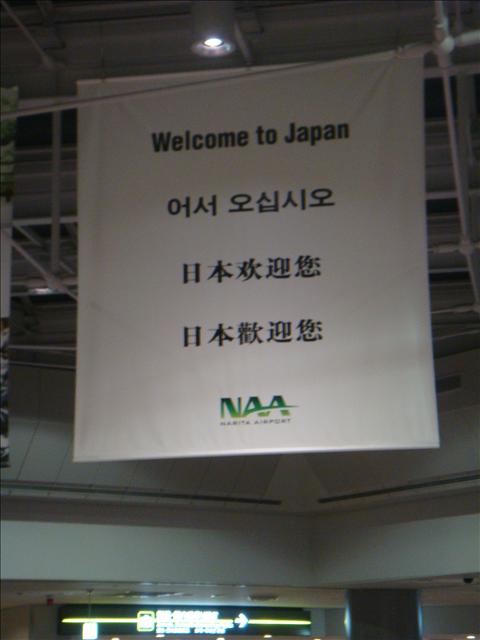 Welcome to Japan
어서 오십시오
日本欢迎您
日本歡迎您
NAA
NARITA AIRPORT